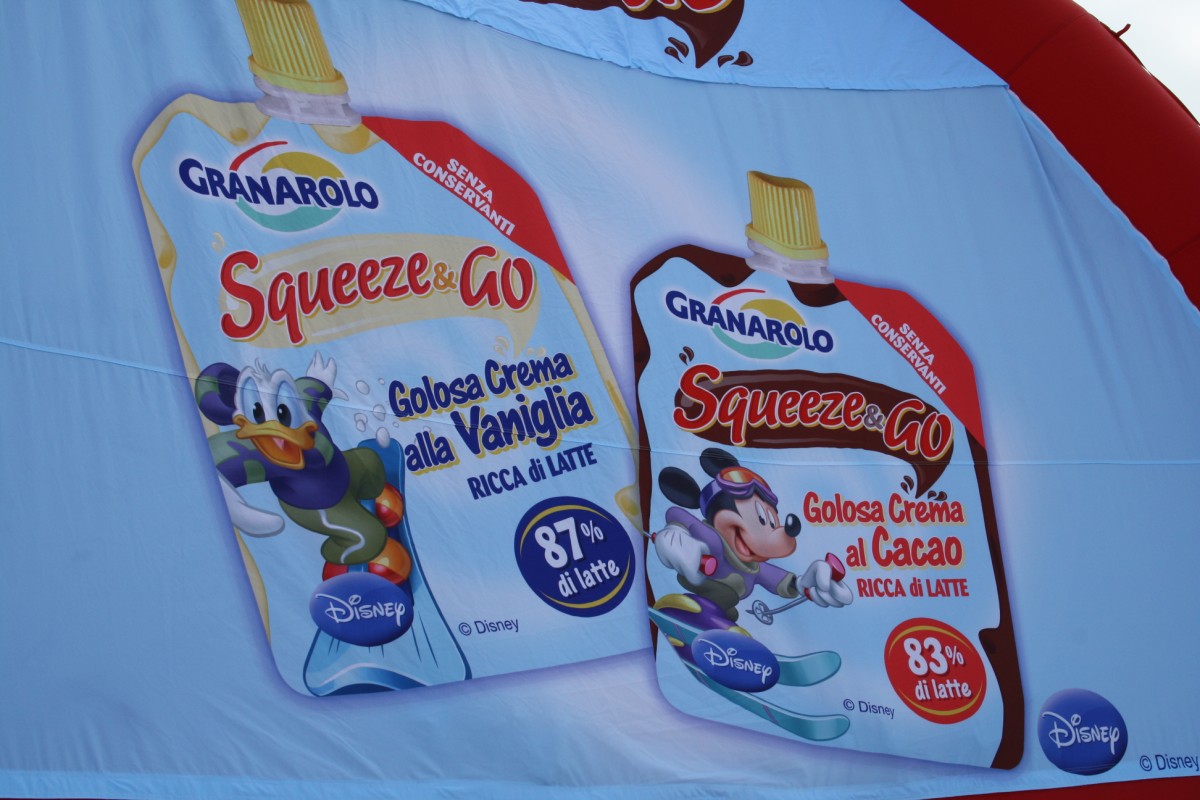 GRANAROLO
SENZA
CONSERVANTI
Squeeze & GO
Golosa Crema
alla Vaniglia
RICCA di LATTE
87%
di latte
Disney
© Disney
GRANAROLO
SENZA
CONSERVANTI
Squeeze & GO
Golosa Crema
al Cacao
RICCA di LATTE
83%
di latte
Disney
© Disney
Disney
© Disney